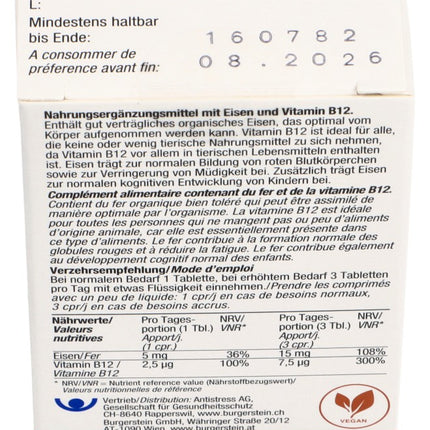 L:
160782
Mindestens haltbar
bis Ende:
08.2026
A consommer de
préference avant fin:
Nahrungsergänzungsmittel mit Eisen und Vitamin B12.
Enthält gut verträgliches organisches Eisen, das optimal vom
Körper aufgenommen werden kann. Vitamin B12 ist ideal für alle,
die keine oder wenig tierische Nahrungsmittel zu sich nehmen,
da Vitamin B12 vor allem in tierischen Lebensmitteln enthalten
ist. Eisen trägt zur normalen Bildung von roten Blutkörperchen
sowie zur Verringerung von Müdigkeit bei. Zusätzlich trägt Eisen
zur normalen kognitiven Entwicklung von Kindern bei.
Complément alimentaire contenant du fer et de la vitamine B12.
Contient du fer organique bien toléré qui peut être assimilé de
manière optimale par l'organisme. La vitamine B12 est idéale
pour toutes les personnes qui ne mangent pas ou peu d'aliments
d'origine animale, car elle est essentiellement présente dans
ce type d'aliments. Le fer contribue à la formation normale des
globules rouges et à réduire la fatigue. Le fer contribue également
au développement cognitif normal des enfants.
Verzehrsempfehlung/Mode d'emploi
Bei normalem Bedarf 1 Tablette, bei erhöhtem Bedarf 3 Tabletten
pro Tag mit etwas Flüssigkeit einnehmen./Prendre les comprimés
avec un peu de liquide: 1 cpr/j en cas de besoins normaux,
3 cpr/j en cas de besoins accrus.
Nährwerte/ Pro Tages- NRV/ Pro Tages- NRV/
Valeurs portion (1 Tbl.) VNR* portion (3 Tbl.) VNR*
nutritives Apport/j Apport/j
(1 cpr.) (3 cpr.)
Eisen/Fer 5 mg 36% 15 mg 108%
Vitamin B12 / 2,5 µg 100% 7,5 µg 300%
Vitamine B12
* NRV/VNR = Nutrient reference value (Nährstoffbezugswert)/
Valeurs nutritionnelles de référence
Vertrieb/Distribution: Antistress AG,
Gesellschaft für Gesundheitsschutz
CH-8640 Rapperswil, www.burgerstein.ch
Burgerstein GmbH, Währinger Straße 20/12
AT-1090 Wien, www.burgerstein.at
VEGAN